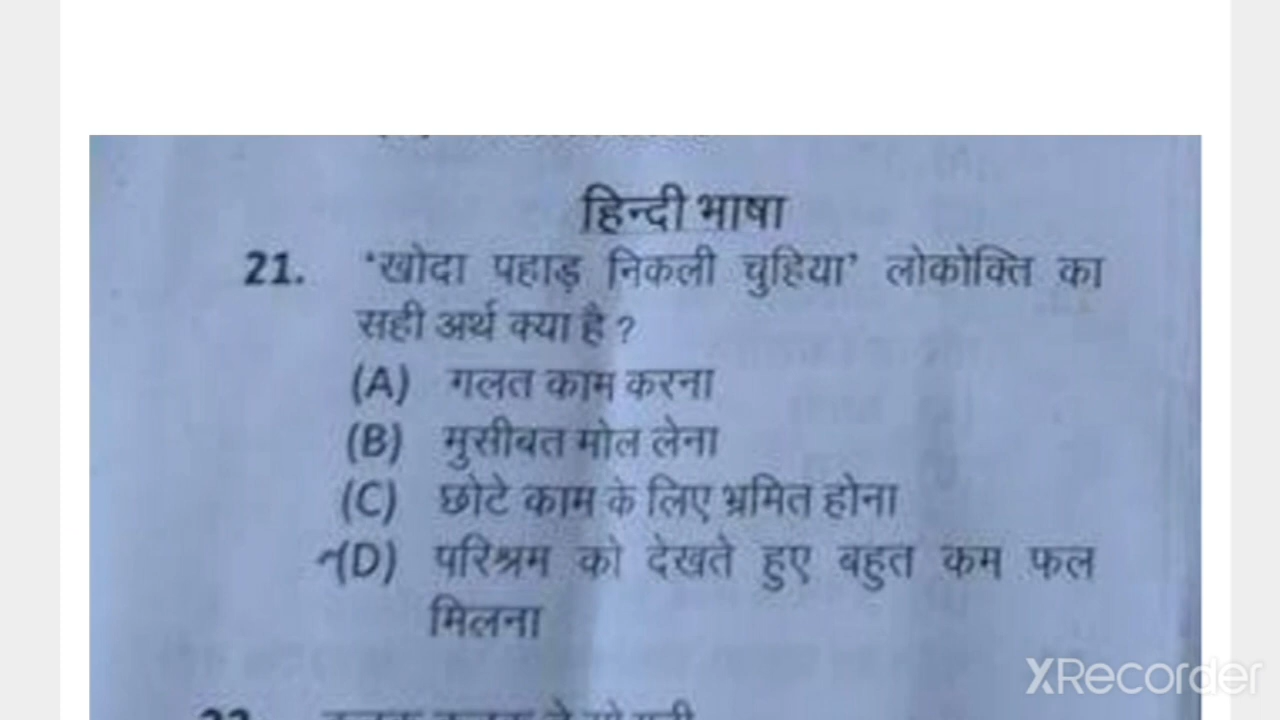 हिन्दी भाषा
21. 'खोदा पहाड़ निकली चुहिया' लोकोक्ति का
सही अर्थ क्या है ?
(A) गलत काम करना
(B) मुसीबत मोल लेना
(C) छोटे काम के लिए भ्रमित होना
(D) परिश्रम को देखते हुए बहुत कम फल
मिलना
XRecorder